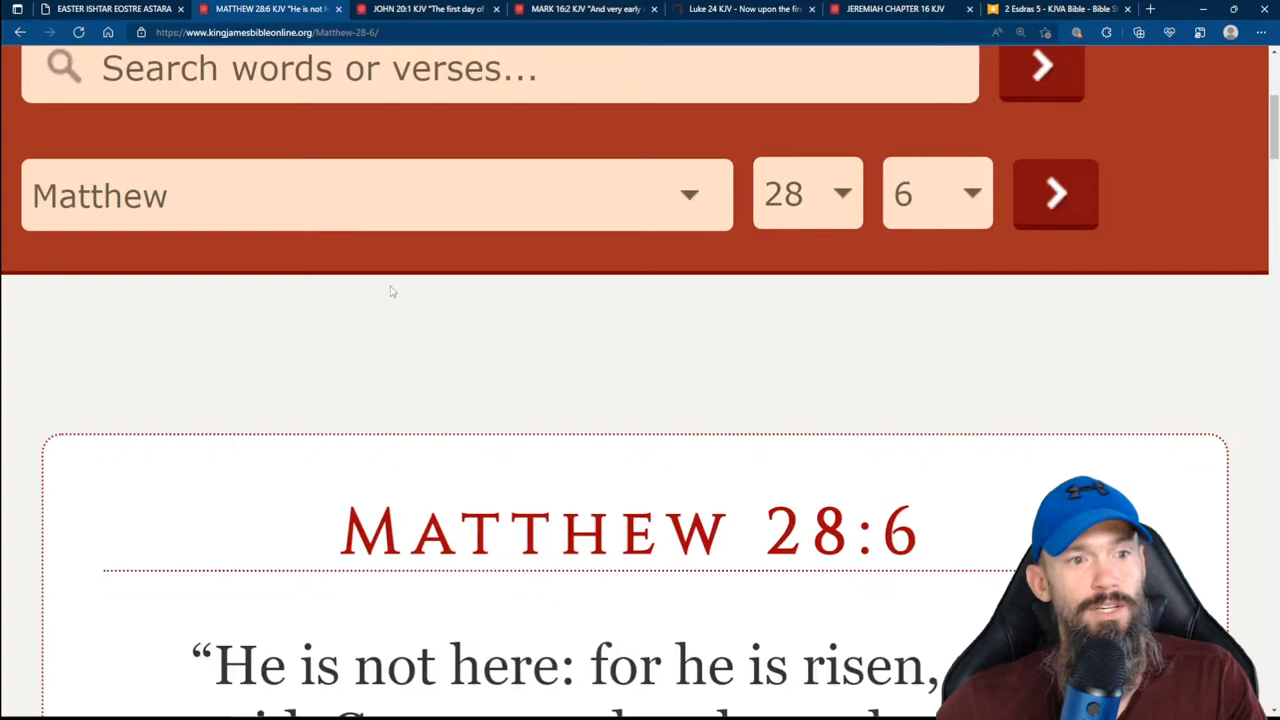 EASTER ISHTAR EOSTRE ASTARA
MATTHEW 28:6 KJV "He is not h
JOHN 20:1 KJV "The first day of
MARK 16:2 KJV "And very early
Luke 24 KJV - Now upon the fir
JEREMIAH CHAPTER 16 KJV
2 Esdras 5 - KJVA Bible - Bible St
https://www.kingjamesbibleonline.org/Matthew-28-6/
Search words or verses...
Matthew
28
6
MATTHEW 28:6
“He is not here: for he is risen,